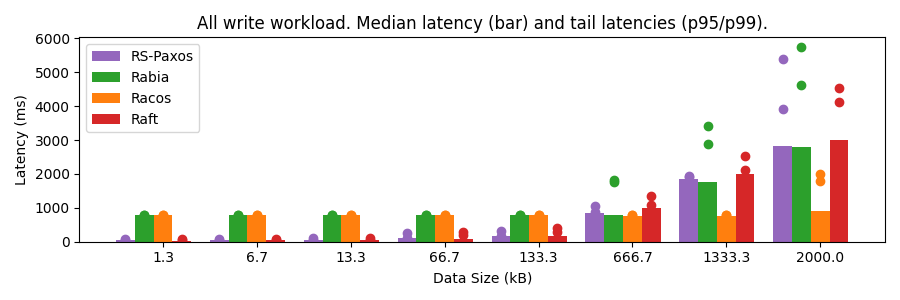 All write workload. Median latency (bar) and tail latencies (p95/p99).
Latency (ms)
6000
5000
4000
3000
2000
1000
0
RS-Paxos
Rabia
Racos
Raft
1.3 6.7 13.3 66.7 133.3 666.7 1333.3 2000.0
Data Size (kB)